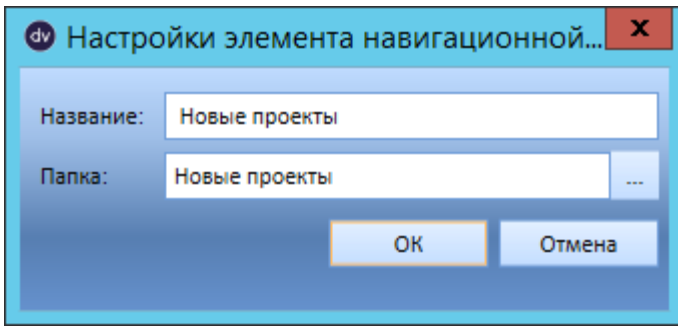 dv Настройки элемента навигационной... x
Название: Новые проекты
Папка: Новые проекты ...
ОК Отмена